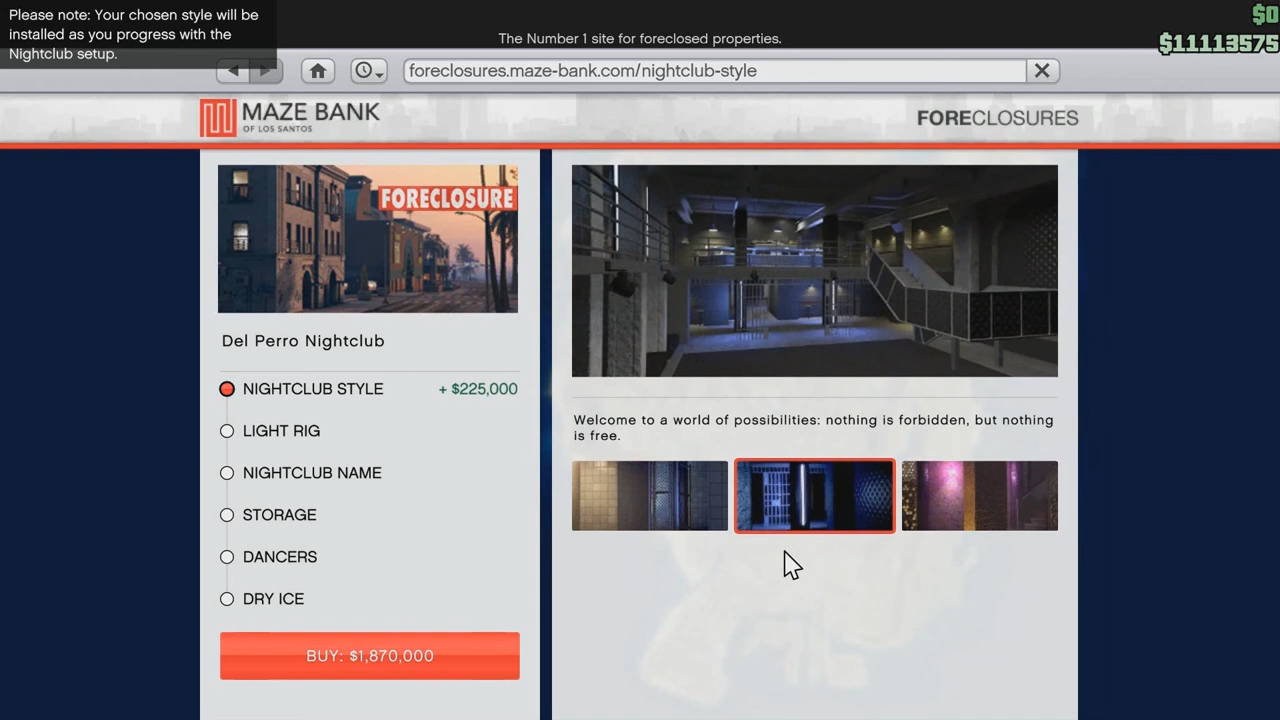 Please note: Your chosen style will be
installed as you progress with the
Nightclub setup.
$0
$11113575
The Number 1 site for foreclosed properties.
foreclosures.maze-bank.com/nightclub-style
MAZE BANK
OF LOS SANTOS
FORECLOSURES
FORECLOSURE
Del Perro Nightclub
NIGHTCLUB STYLE + $225,000
LIGHT RIG
NIGHTCLUB NAME
STORAGE
DANCERS
DRY ICE
BUY: $1,870,000
Welcome to a world of possibilities: nothing is forbidden, but nothing
is free.